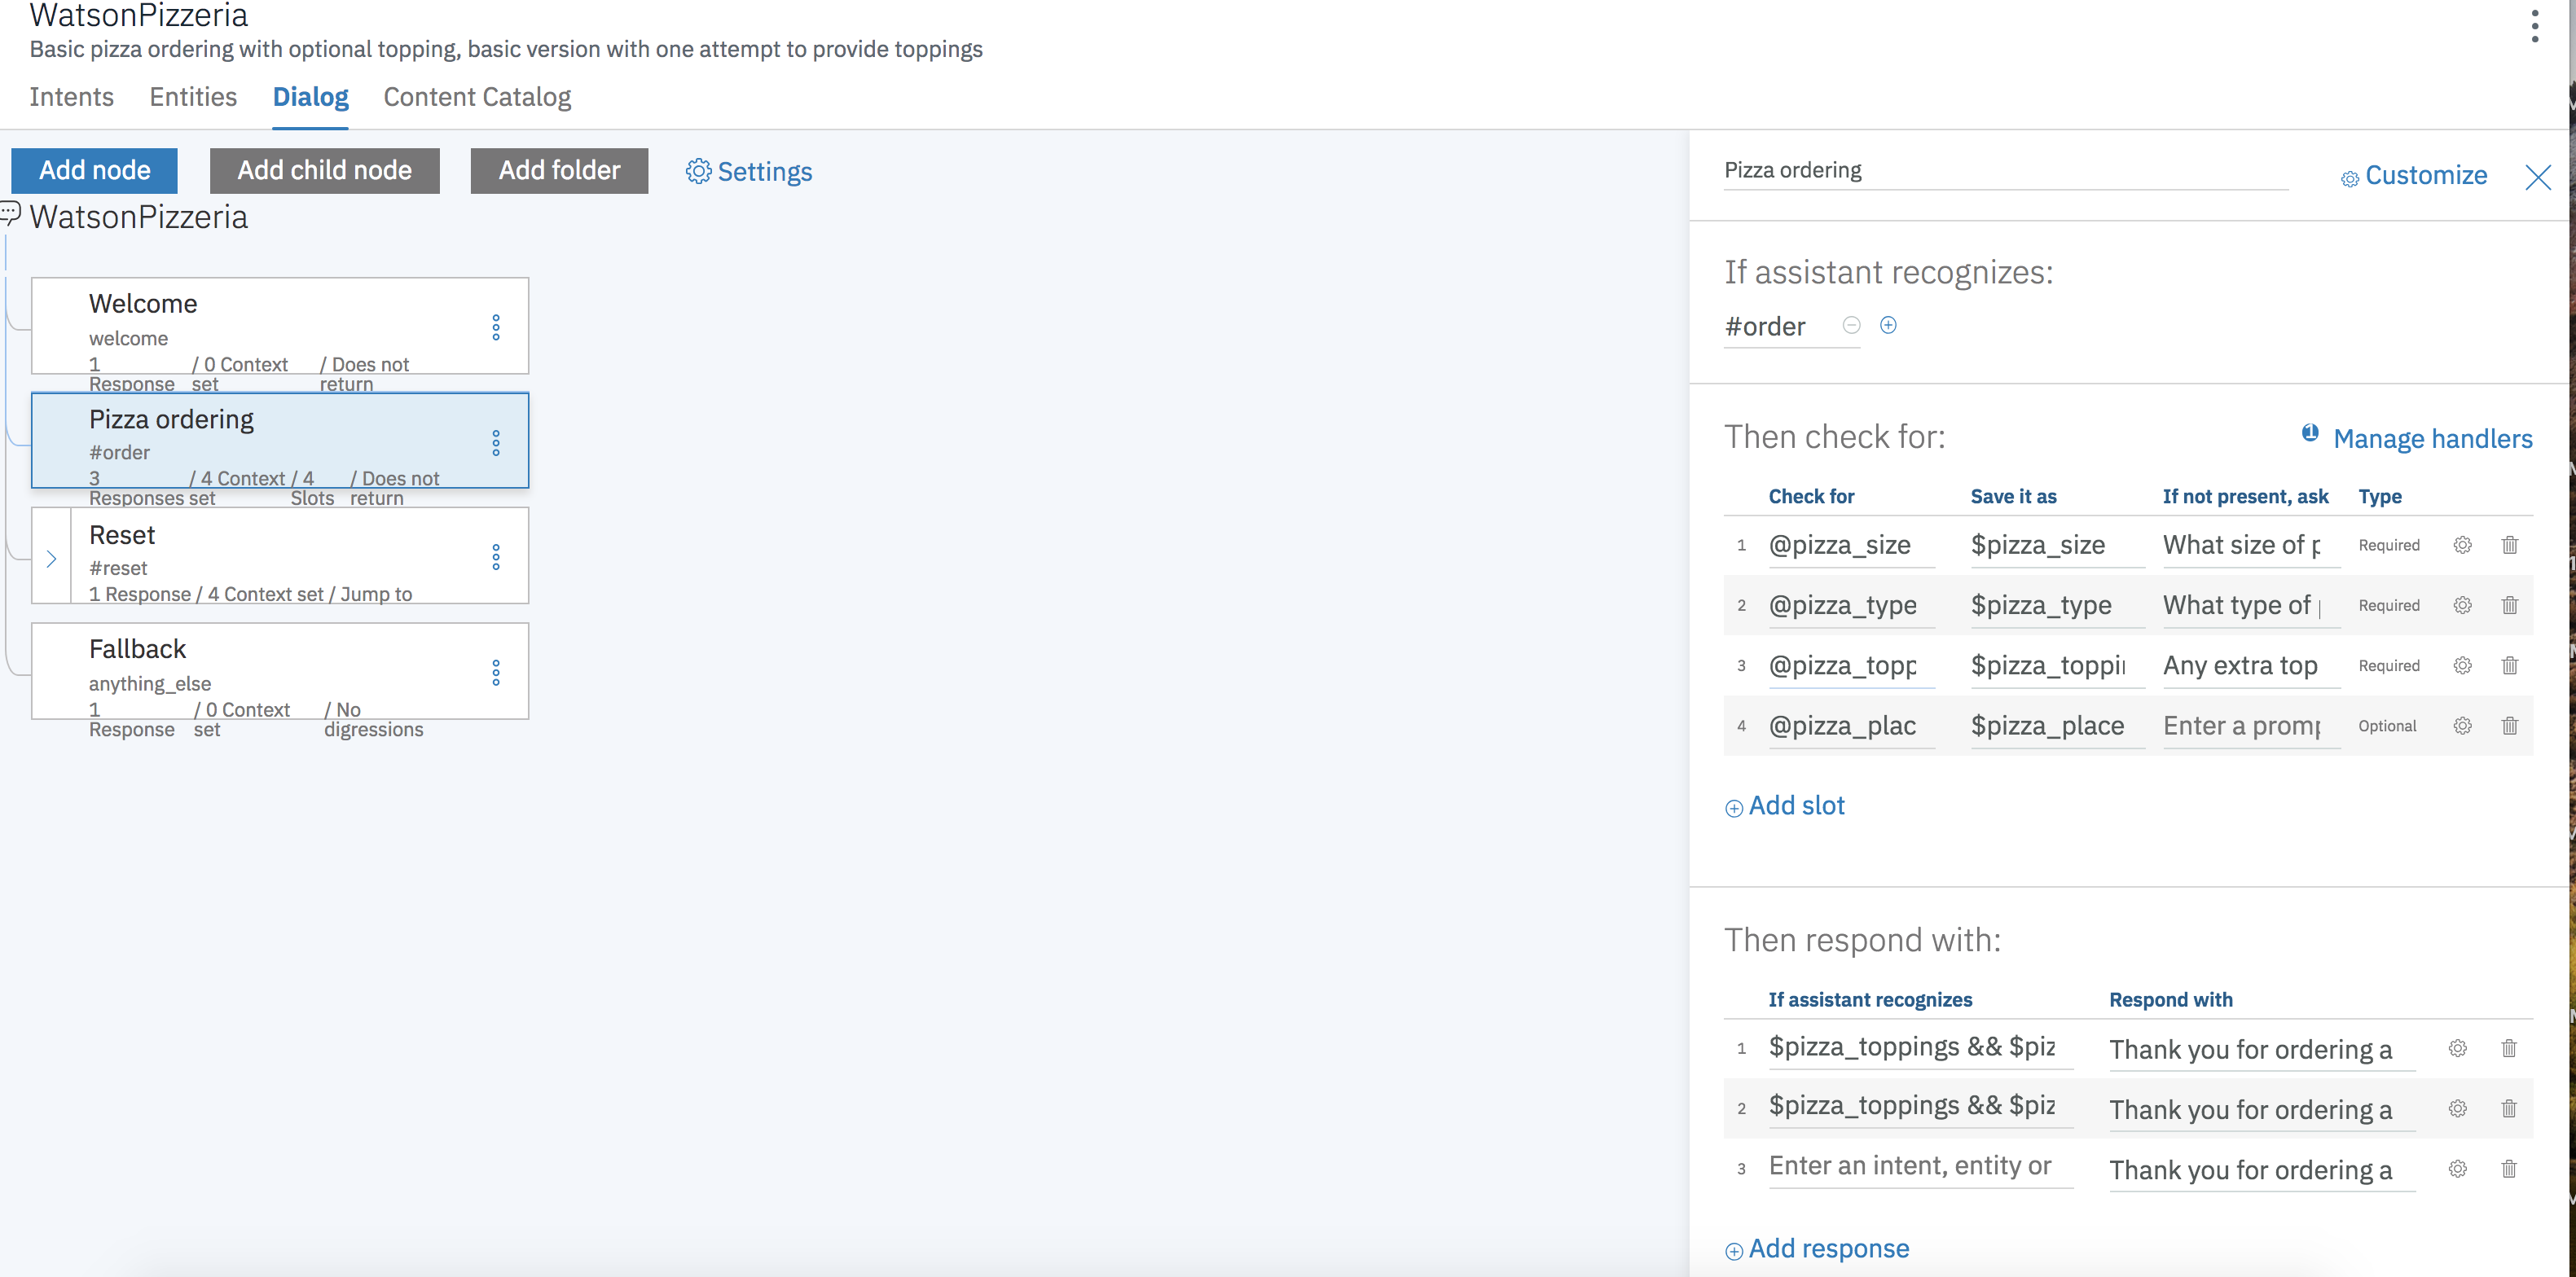 WatsonPizzeria
Basic pizza ordering with optional topping, basic version with one attempt to provide toppings
Intents Entities Dialog Content Catalog
Add node Add child node Add folder Settings
WatsonPizzeria
Welcome
welcome
1 Response / 0 Context set / Does not return
Pizza ordering
#order
3 Responses / 4 Context set / 4 Slots / Does not return
Reset
#reset
1 Response / 4 Context set / Jump to
Fallback
anything_else
1 Response / 0 Context set / No digressions
Pizza ordering Customize
If assistant recognizes:
#order
Then check for: 1 Manage handlers
Check for Save it as If not present, ask Type
1 @pizza_size $pizza_size What size of p Required
2 @pizza_type $pizza_type What type of Required
3 @pizza_topp $pizza_toppi Any extra top Required
4 @pizza_plac $pizza_place Enter a promp Optional
Add slot
Then respond with:
If assistant recognizes Respond with
1 $pizza_toppings && $piz Thank you for ordering a
2 $pizza_toppings && $piz Thank you for ordering a
3 Enter an intent, entity or Thank you for ordering a
Add response